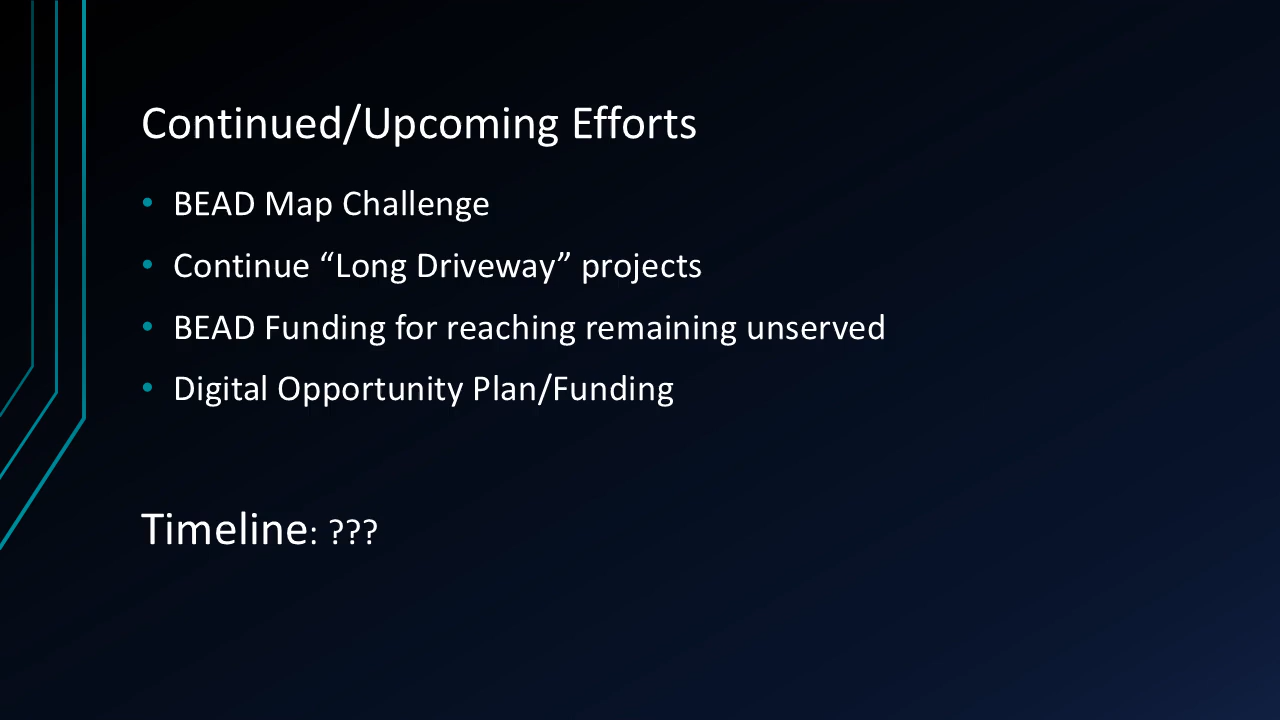 Continued/Upcoming Efforts
• BEAD Map Challenge
• Continue “Long Driveway” projects
• BEAD Funding for reaching remaining unserved
• Digital Opportunity Plan/Funding
Timeline: ???